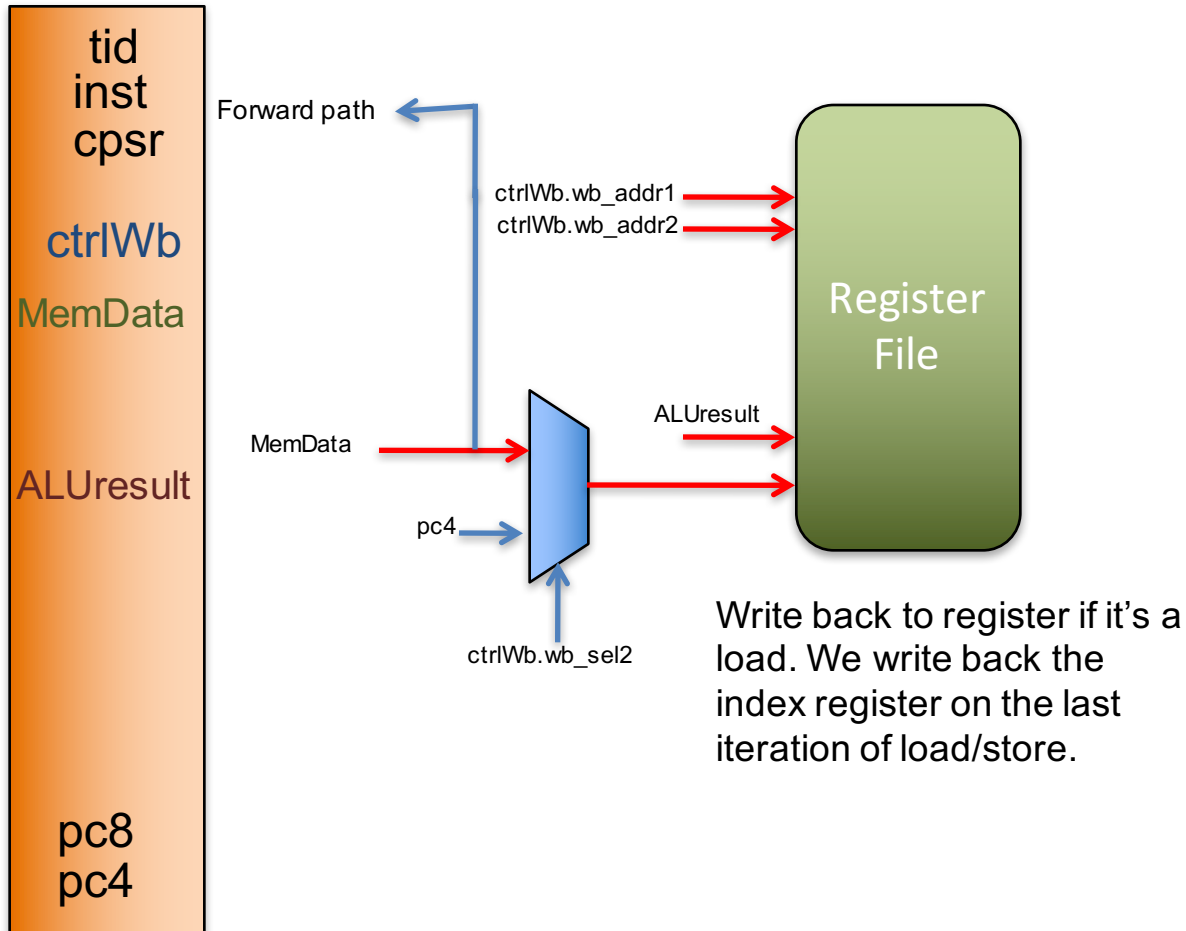 tid
inst
cpsr
ctrlWb
MemData
ALUresult
pc8
pc4
Forward path
ctrlWb.wb_addr1
ctrlWb.wb_addr2
Register
File
ALUresult
MemData
pc4
ctrlWb.wb_sel2
Write back to register if it’s a
load. We write back the
index register on the last
iteration of load/store.